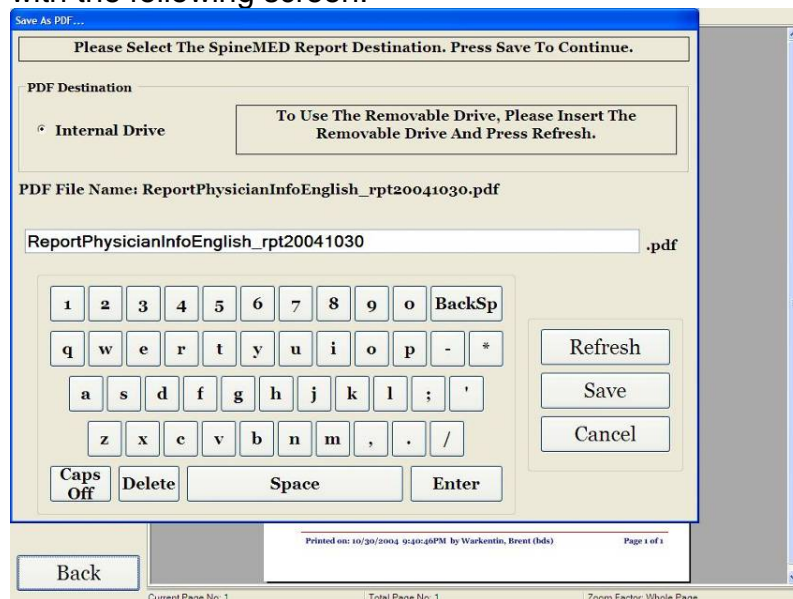 with the following screen.
Save As PDF...
Please Select The SpineMED Report Destination. Press Save To Continue.
PDF Destination
Internal Drive
To Use The Removable Drive, Please Insert The
Removable Drive And Press Refresh.
PDF File Name: ReportPhysicianInfoEnglish_rpt20041030.pdf
ReportPhysicianInfoEnglish_rpt20041030 .pdf
1 2 3 4 5 6 7 8 9 0 BackSp
q w e r t y u i o p - *
a s d f g h j k l ; '
z x c v b n m , . /
Caps Off Delete Space Enter
Refresh
Save
Cancel
Printed on: 10/30/2004 9:40:46PM by Warkentin, Brent (bds) Page 1 of 1
Back
Current Page No: 1 Total Page No: 1 Zoom Factor: Whole Page